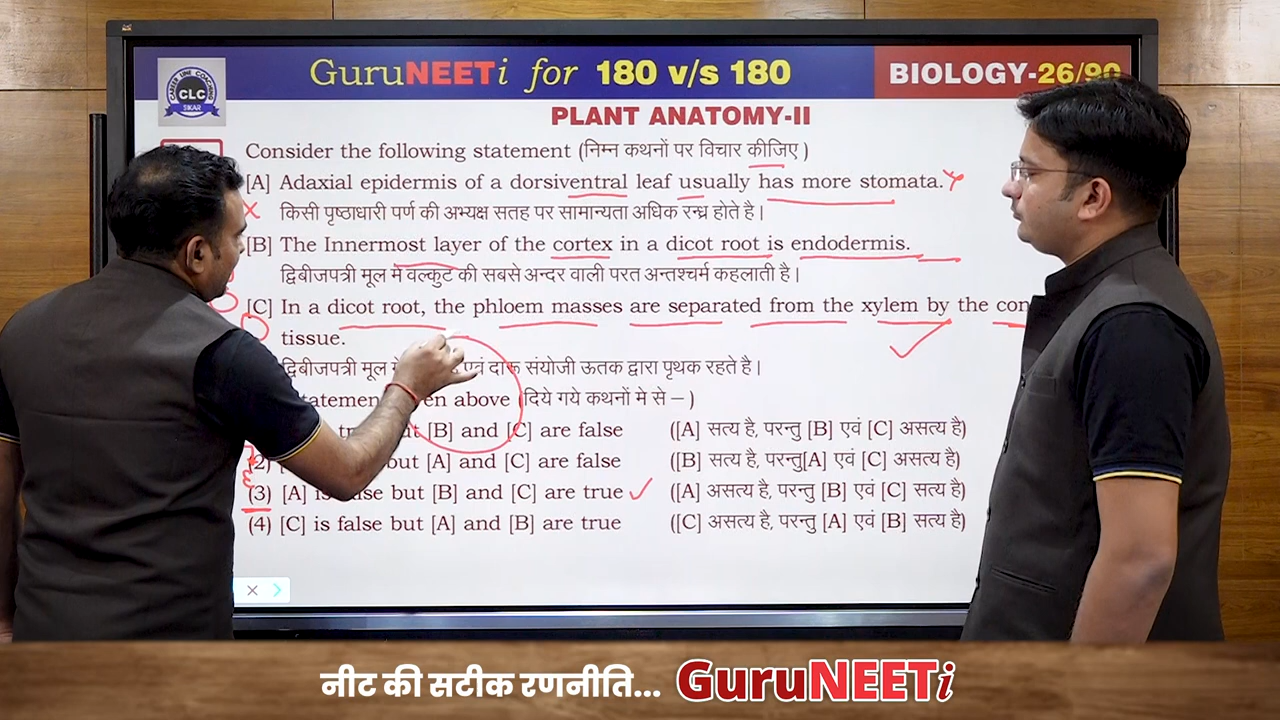 CAREER LINE COACHING
CLC
SIKAR
GuruNEETi for 180 v/s 180
BIOLOGY-26/90
PLANT ANATOMY-II
Consider the following statement (निम्न कथनों पर विचार कीजिए )
[A] Adaxial epidermis of a dorsiventral leaf usually has more stomata.
किसी पृष्ठाधारी पर्ण की अभ्यक्ष सतह पर सामान्यता अधिक रन्ध्र होते है।
[B] The Innermost layer of the cortex in a dicot root is endodermis.
द्विबीजपत्री मूल में वल्कुट की सबसे अन्दर वाली परत अन्तश्चर्म कहलाती है।
[C] In a dicot root, the phloem masses are separated from the xylem by the con
tissue.
द्विबीजपत्री मूल एवं दारू संयोजी ऊतक द्वारा पृथक रहते है।
above (दिये गये कथनों मे से – )
[B] and [C] are false ([A] सत्य है, परन्तु [B] एवं [C] असत्य है)
(2) but [A] and [C] are false ([B] सत्य है, परन्तु[A] एवं [C] असत्य है)
(3) [A] is false but [B] and [C] are true ([A] असत्य है, परन्तु [B] एवं [C] सत्य है)
(4) [C] is false but [A] and [B] are true ([C] असत्य है, परन्तु [A] एवं [B] सत्य है)
नीट की सटीक रणनीति... GuruNEETi